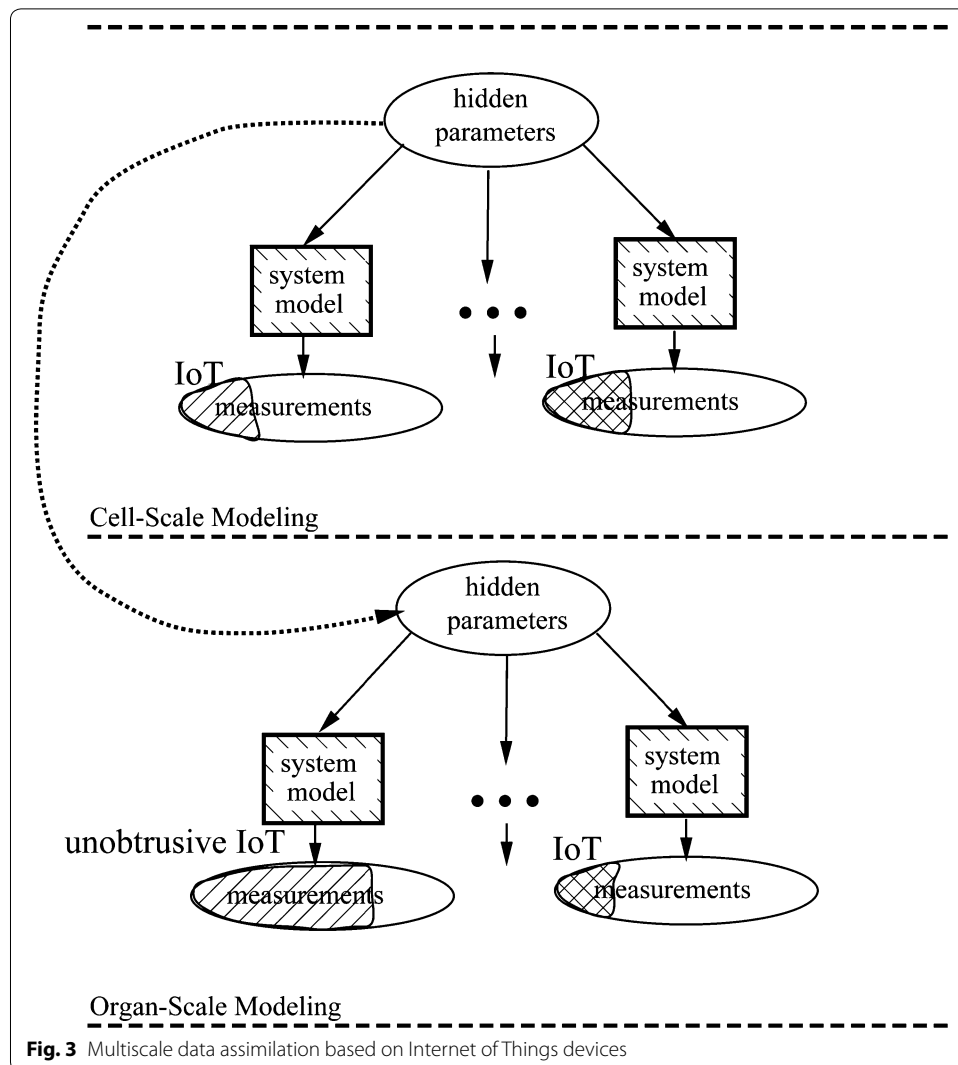 hidden
parameters
system
model
system
model
• • •
IoT
measurements
IoT
measurements
Cell-Scale Modeling
hidden
parameters
system
model
system
model
• • •
unobtrusive IoT
measurements
IoT
measurements
Organ-Scale Modeling
Fig. 3 Multiscale data assimilation based on Internet of Things devices